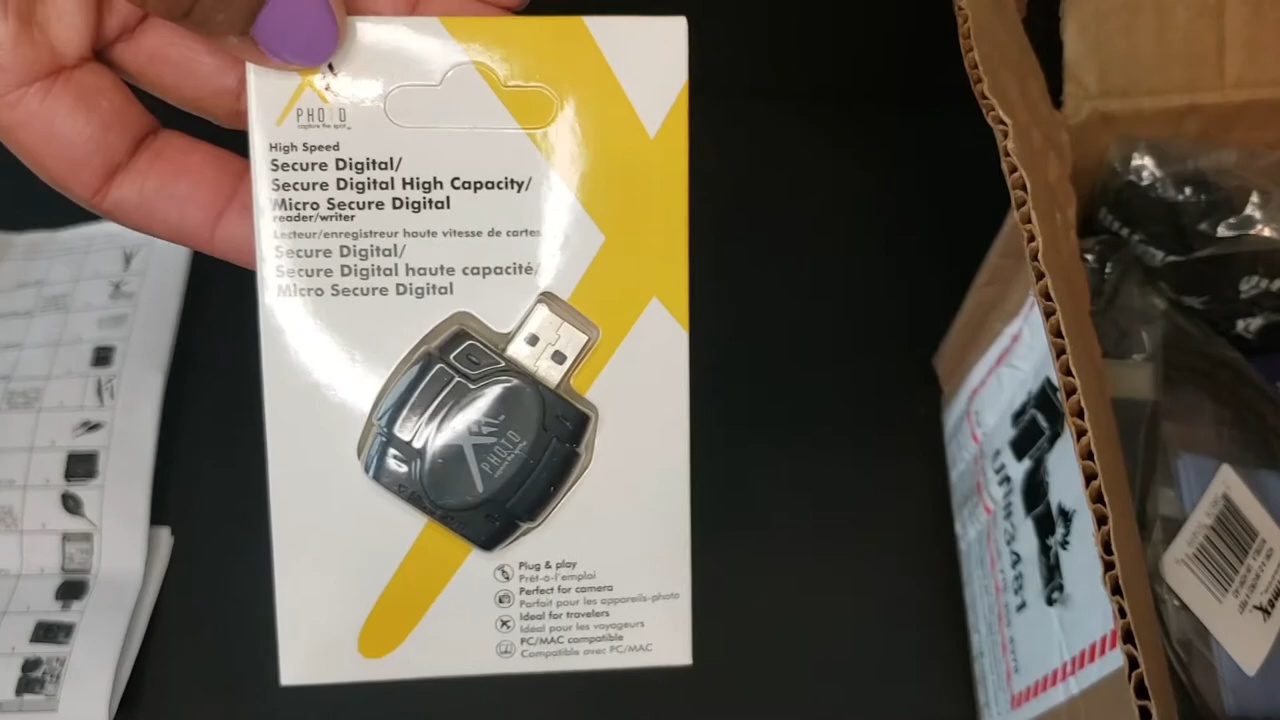 PHOTO
capture the spot
High Speed
Secure Digital/
Secure Digital High Capacity/
Micro Secure Digital
reader/writer
Lecteur/enregistreur haute vitesse de cartes
Secure Digital/
Secure Digital haute capacité/
Micro Secure Digital
PHOTO
capture the spot
Plug & play
Prêt-à-l'emploi
Perfect for camera
Parfait pour les appareils-photo
Ideal for travelers
Idéal pour les voyageurs
PC/MAC compatible
Compatible avec PC/MAC